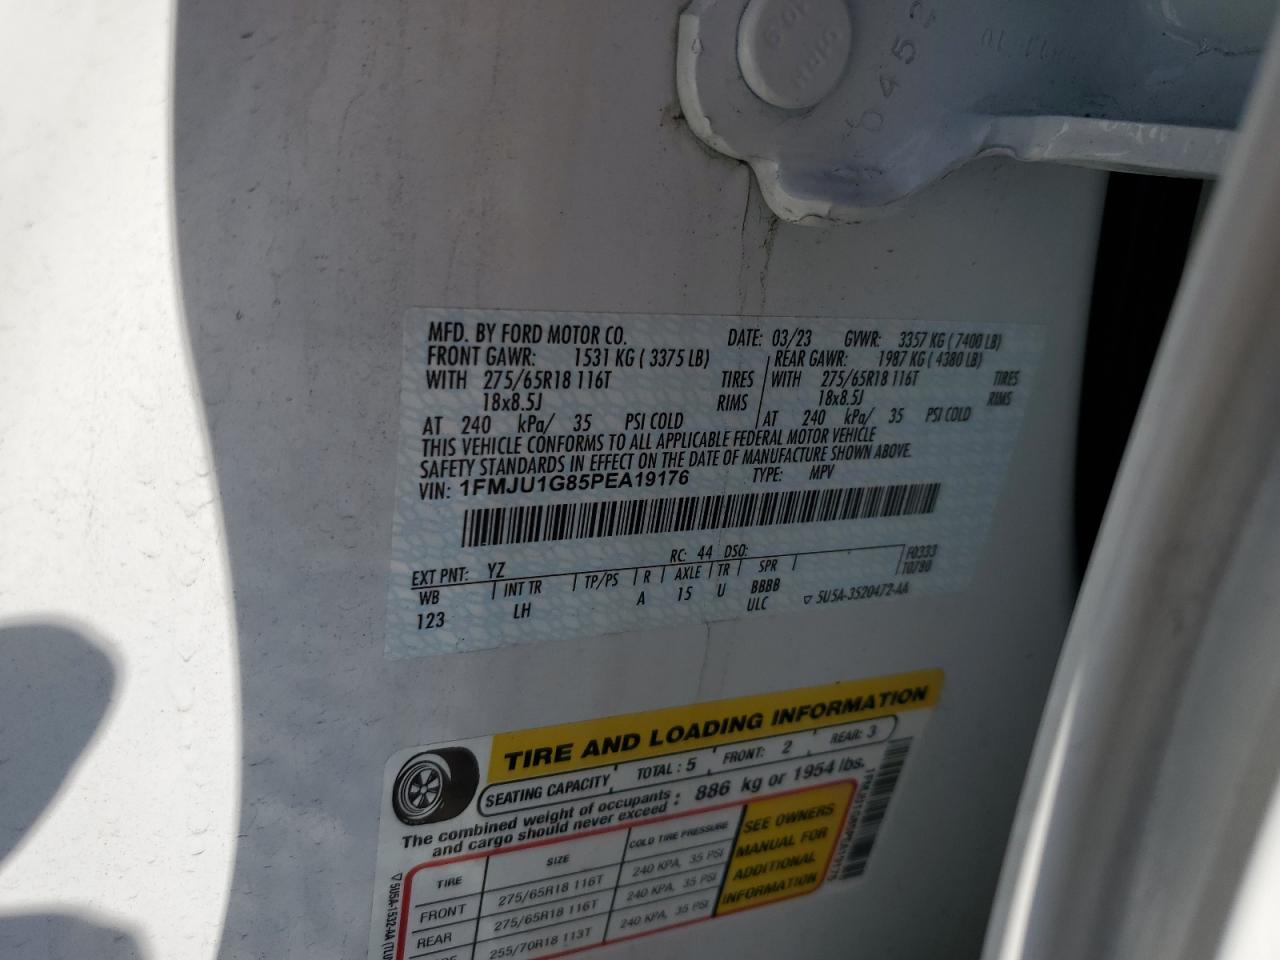 MFD. BY FORD MOTOR CO. DATE: 03/23 GVWR: 3357 KG ( 7400 LB)
FRONT GAWR: 1531 KG ( 3375 LB) REAR GAWR: 1987 KG ( 4380 LB)
WITH 275/65R18 116T TIRES WITH 275/65R18 116T TIRES
18x8.5J RIMS 18x8.5J RIMS
AT 240 kPa/ 35 PSI COLD AT 240 kPa/ 35 PSI COLD
THIS VEHICLE CONFORMS TO ALL APPLICABLE FEDERAL MOTOR VEHICLE
SAFETY STANDARDS IN EFFECT ON THE DATE OF MANUFACTURE SHOWN ABOVE.
VIN: 1FMJU1G85PEA19176 TYPE: MPV
EXT PNT: YZ RC: 44 DSO: F0333
WB INT TR TP/PS R AXLE TR SPR T0780
123 LH A 15 U BBBB
ULC ▽ 5U5A-3520472-AA
TIRE AND LOADING INFORMATION
SEATING CAPACITY TOTAL : 5 FRONT: 2 REAR: 3
The combined weight of occupants : 886 kg or 1954 lbs.
and cargo should never exceed
TIRE SIZE COLD TIRE PRESSURE
FRONT 275/65R18 116T 240 KPA, 35 PSI
REAR 275/65R18 116T 240 KPA, 35 PSI
255/70R18 113T 240 KPA, 35 PSI
SEE OWNERS
MANUAL FOR
ADDITIONAL
INFORMATION